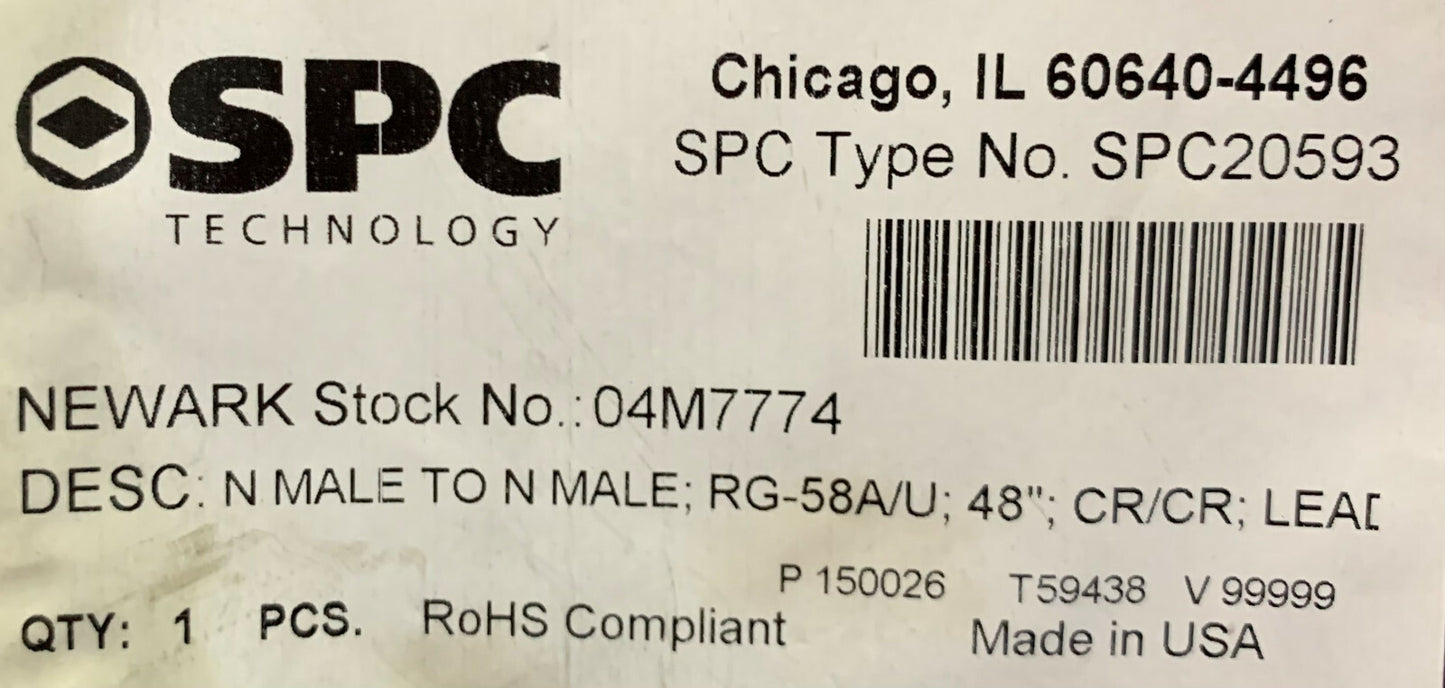 SPC
TECHNOLOGY
Chicago, IL 60640-4496
SPC Type No. SPC20593
NEWARK Stock No.: 04M7774
DESC: N MALE TO N MALE; RG-58A/U; 48"; CR/CR; LEAD
P 150026 T59438 V 99999
QTY: 1 PCS. RoHS Compliant
Made in USA